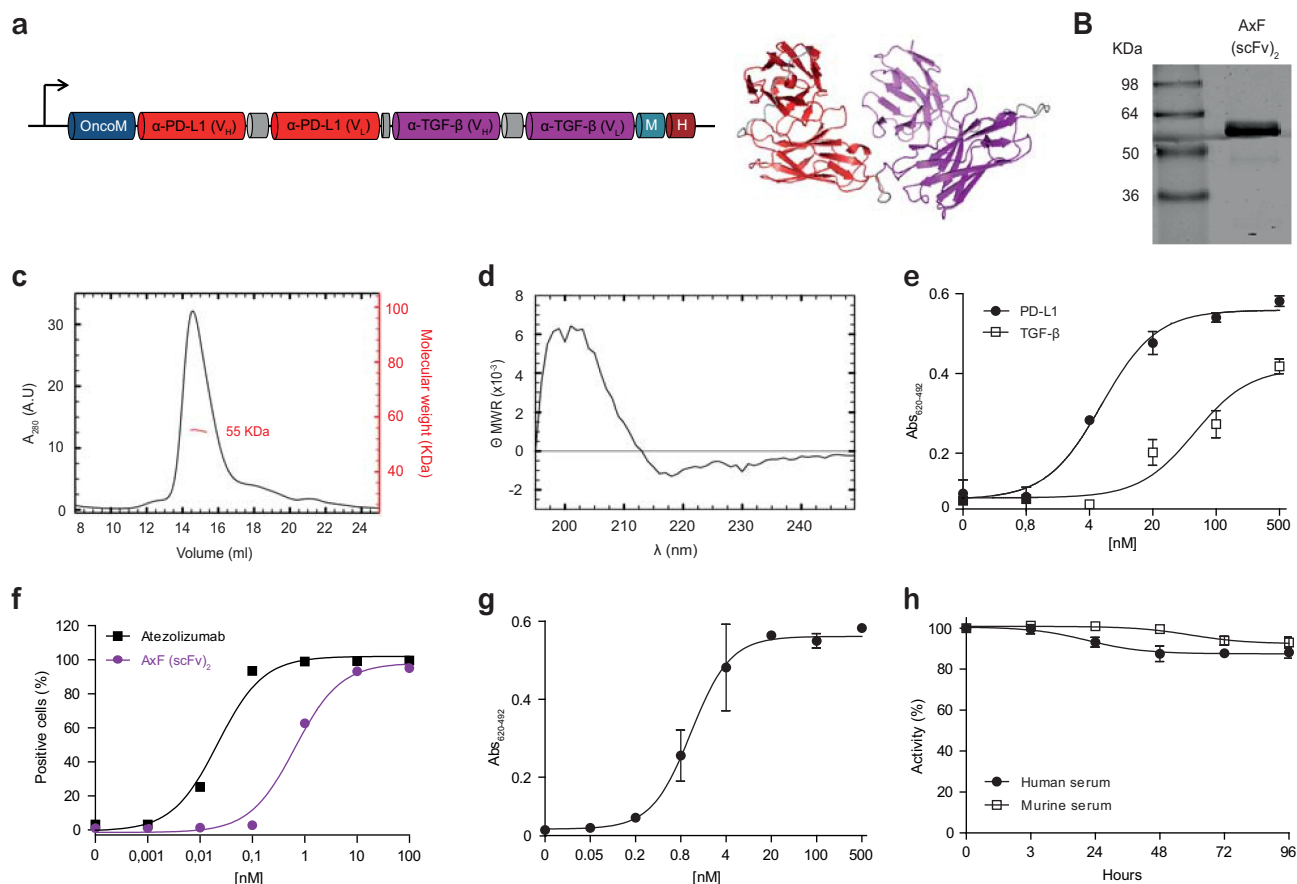 a
OncoM α-PD-L1 (VH) α-PD-L1 (VL) α-TGF-β (VH) α-TGF-β (VL) M H
B
AxF
(scFv)2
KDa
98
64
50
36
c
30
20
10
0
A280 (A.U)
8 10 12 14 16 18 20 22 24
Volume (ml)
55 KDa
100
80
60
40
Molecular weight (KDa)
d
8
6
4
2
0
-2
Θ MWR (x10-3)
200 210 220 230 240
λ (nm)
e
PD-L1
TGF-β
0.6
0.4
0.2
0
Abs620-492
0 0,8 4 20 100 500
[nM]
f
Atezolizumab
AxF (scFv)2
120
100
80
60
40
20
0
Positive cells (%)
0 0,001 0,01 0,1 1 10 100
[nM]
g
0.6
0.4
0.2
0
Abs620-492
0 0.05 0.2 0.8 4 20 100 500
[nM]
h
100
80
60
40
20
0
Activity (%)
Human serum
Murine serum
0 3 24 48 72 96
Hours